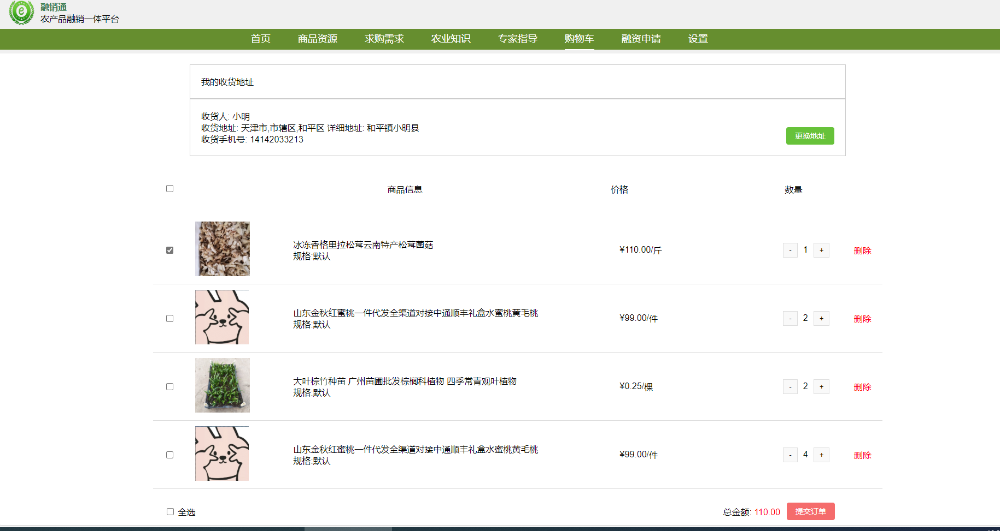 融销通
农产品融销一体平台
首页 商品资源 求购需求 农业知识 专家指导 购物车 融资申请 设置
我的收货地址
收货人: 小明
收货地址: 天津市,市辖区,和平区 详细地址: 和平镇小明县
收货手机号: 14142033213
更换地址
商品信息 价格 数量
冰冻香格里拉松茸云南特产松茸菌菇
规格:默认
¥110.00/斤 - 1 + 删除
山东金秋红蜜桃一件代发全渠道对接中通顺丰礼盒水蜜桃黄毛桃
规格:默认
¥99.00/件 - 2 + 删除
大叶棕竹种苗 广州苗圃批发棕榈科植物 四季常青观叶植物
规格:默认
¥0.25/棵 - 2 + 删除
山东金秋红蜜桃一件代发全渠道对接中通顺丰礼盒水蜜桃黄毛桃
规格:默认
¥99.00/件 - 4 + 删除
全选 总金额: 110.00 提交订单